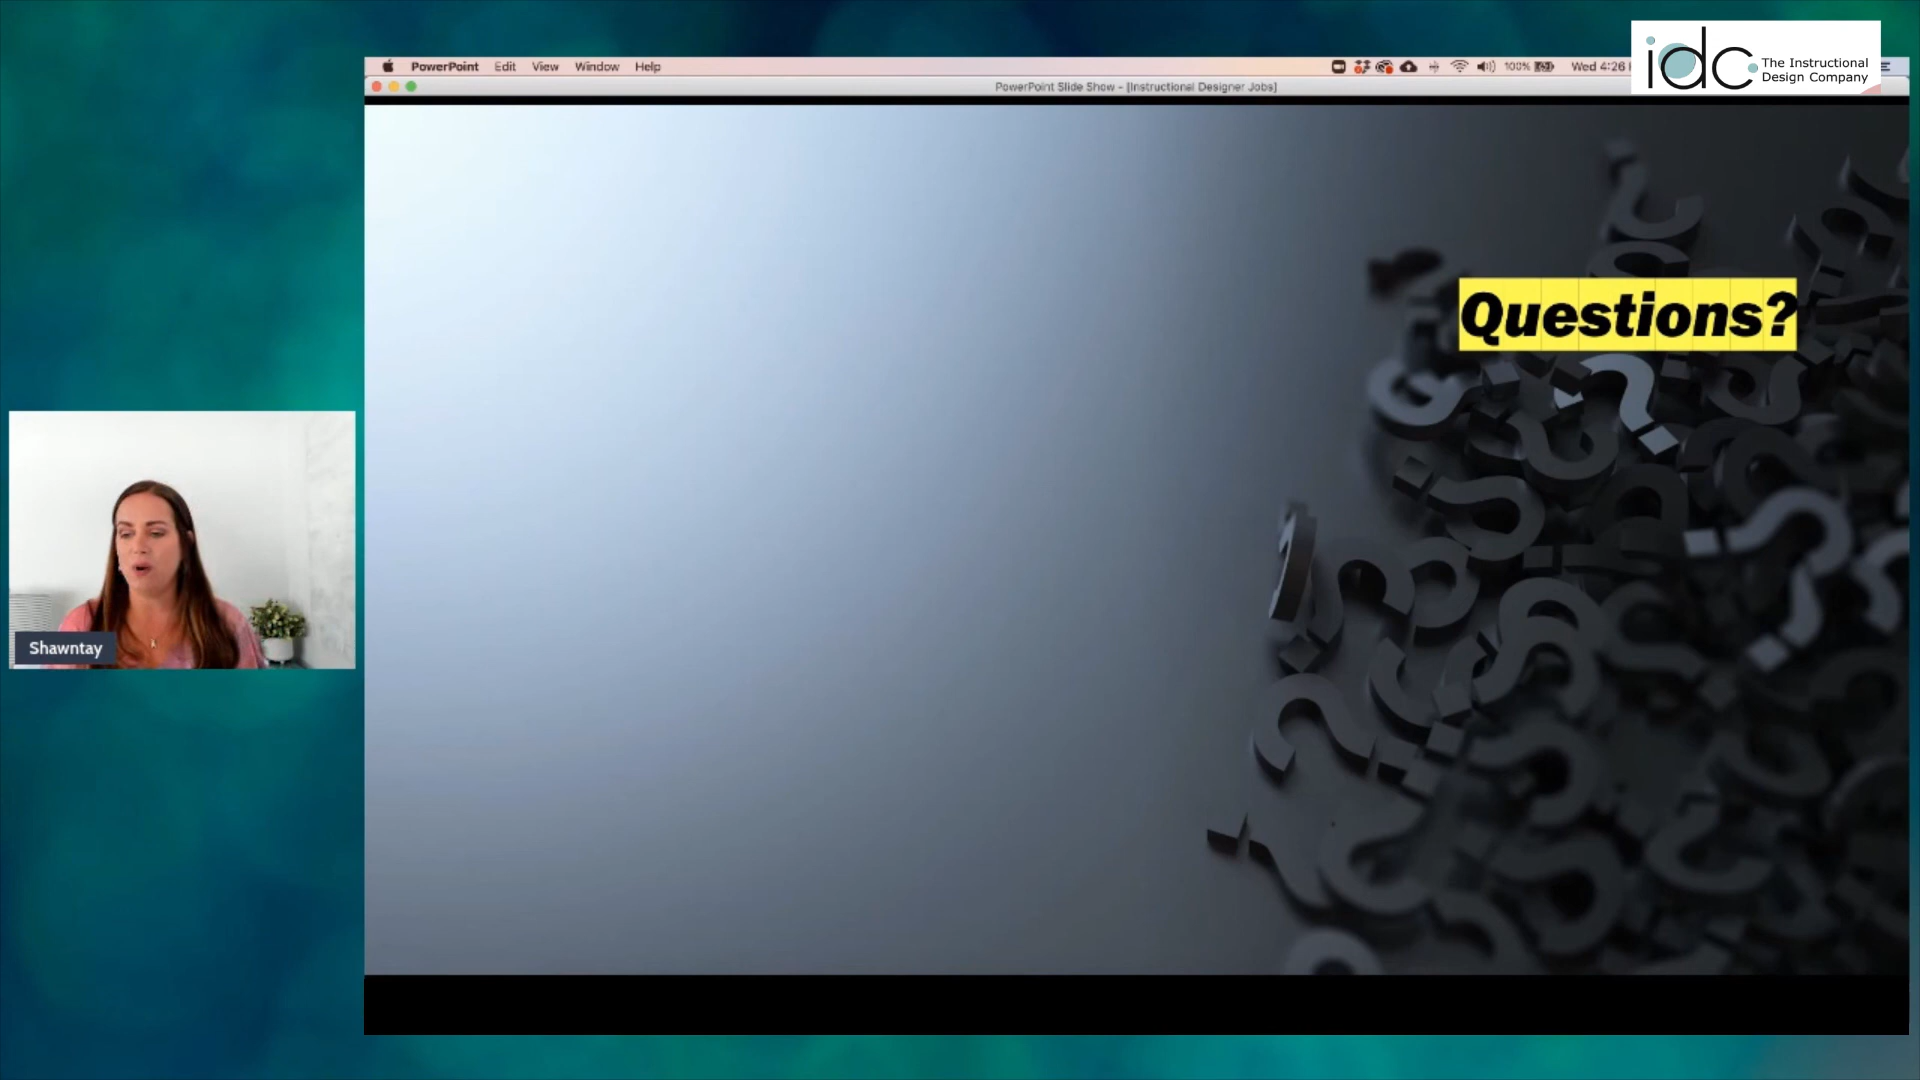 PowerPoint Edit View Window Help 100% Wed 4:26
PowerPoint Slide Show - [Instructional Designer Jobs]
idc The Instructional
Design Company
Questions?
Shawntay